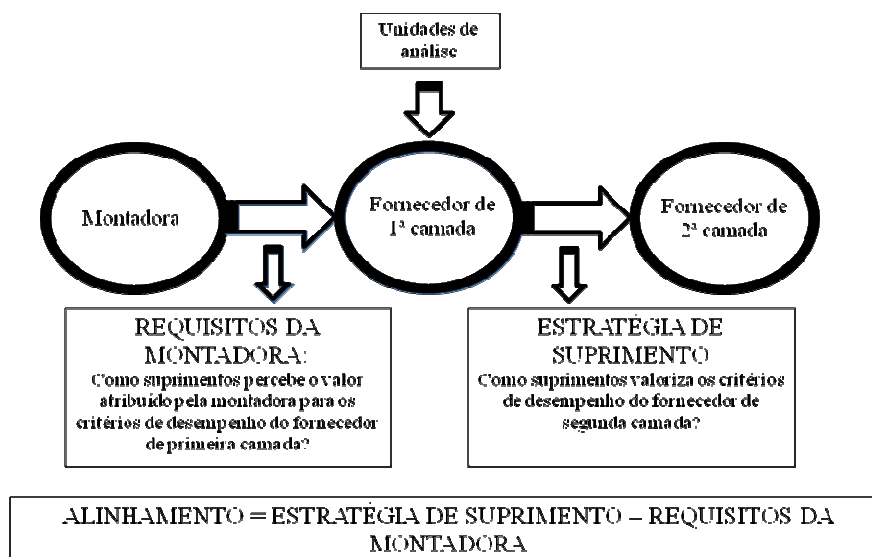 Unidades de
análise
Montadora
Fornecedor de
1ª camada
Fornecedor de
2ª camada
REQUISITOS DA
MONTADORA:
Como suprimentos percebe o valor
atribuído pela montadora para os
critérios de desempenho do fornecedor
de primeira camada?
ESTRATÉGIA DE
SUPRIMENTO
Como suprimentos valoriza os critérios
de desempenho do fornecedor de
segunda camada?
ALINHAMENTO = ESTRATÉGIA DE SUPRIMENTO – REQUISITOS DA
MONTADORA